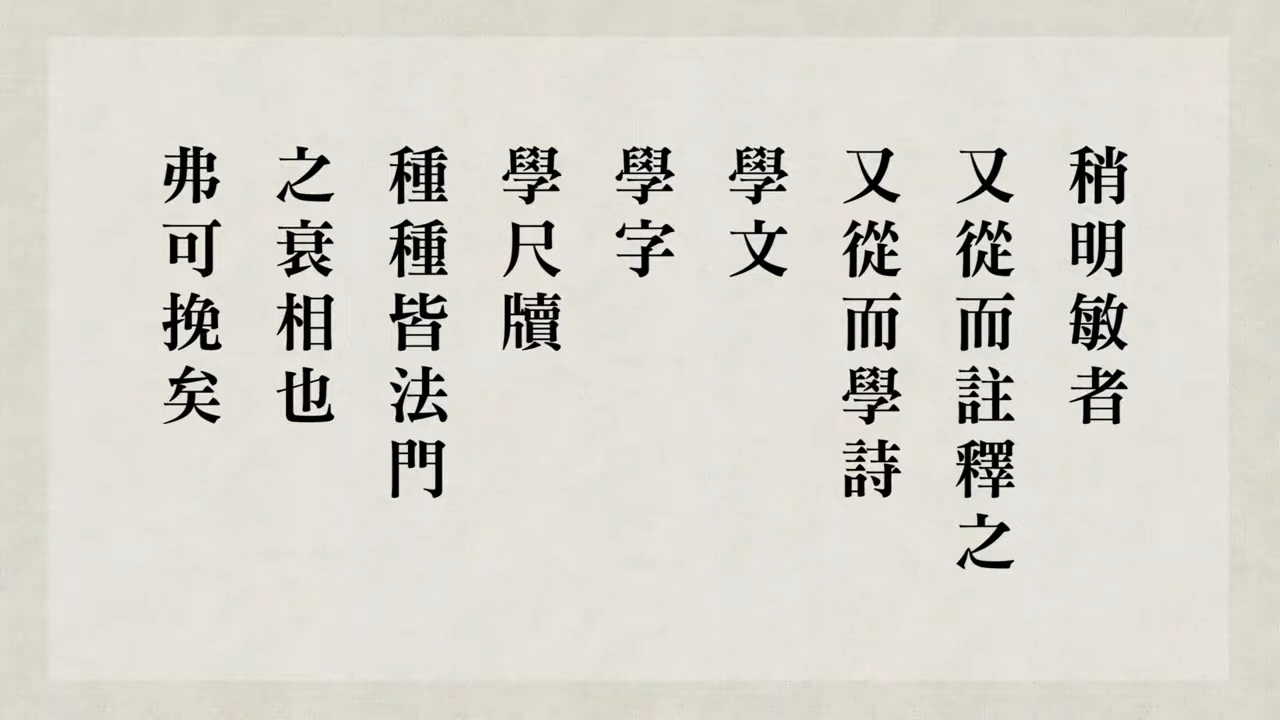 稍明敏者
又從而註釋之
又從而學詩
學文
學字
學尺牘
種種皆法門
之衰相也
弗可挽矣